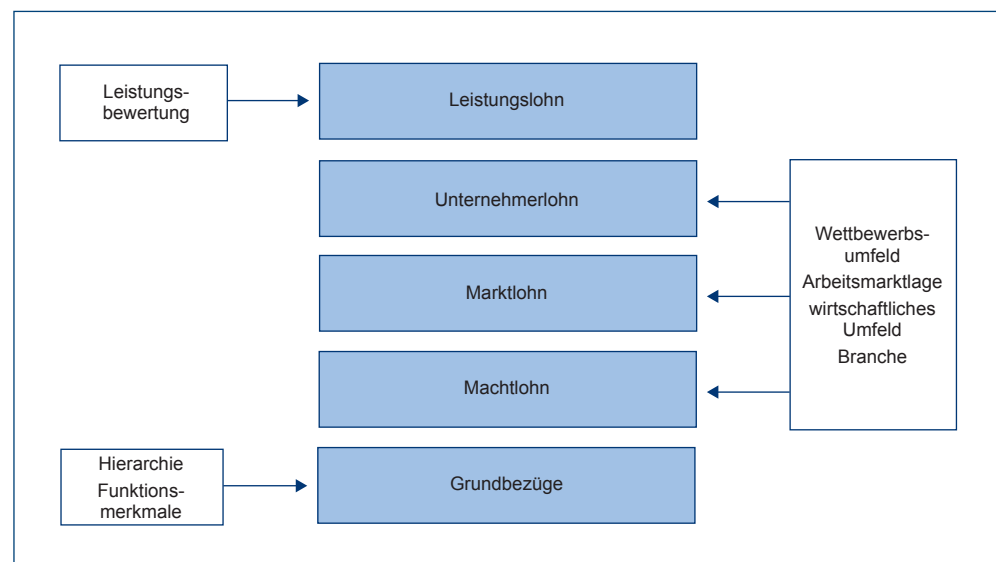 Leistungs-
bewertung
Leistungslohn
Unternehmerlohn
Marktlohn
Machtlohn
Wettbewerbs-
umfeld
Arbeitsmarktlage
wirtschaftliches
Umfeld
Branche
Hierarchie
Funktions-
merkmale
Grundbezüge